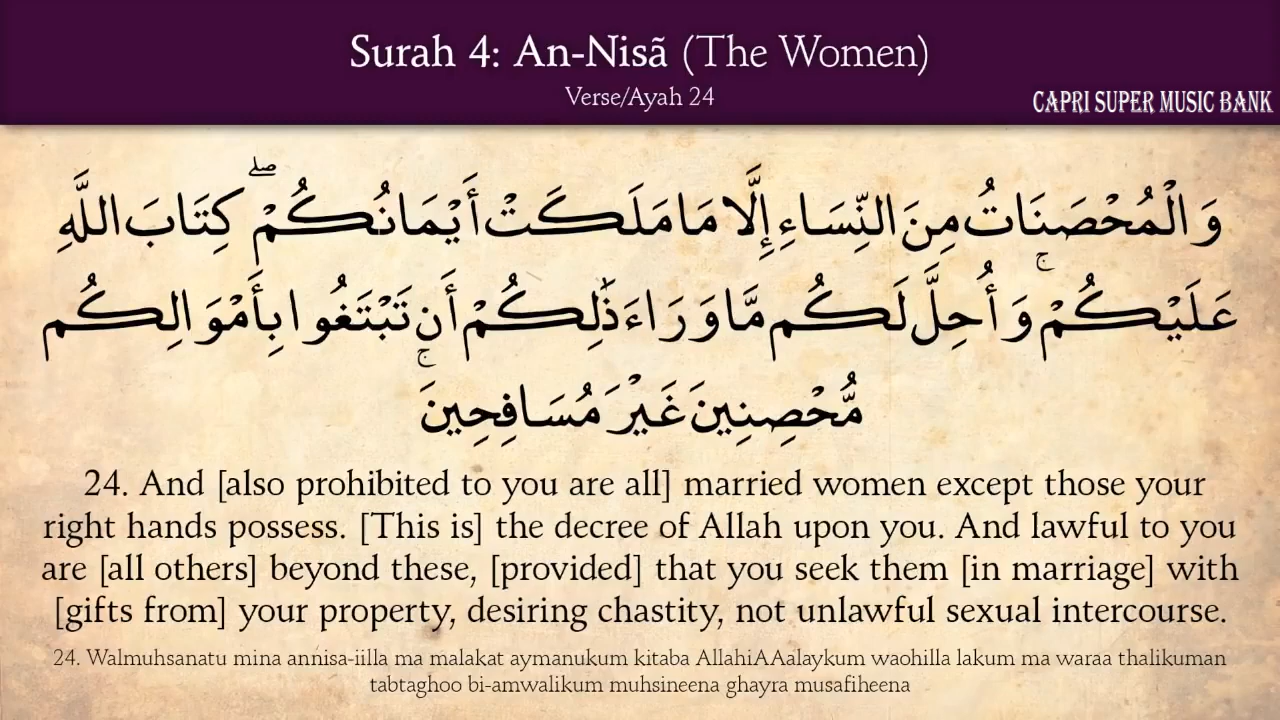 Surah 4: An-Nisã (The Women)
Verse/Ayah 24
CAPRI SUPER MUSIC BANK
وَالْمُحْصَنَاتُ مِنَ النِّسَاءِ إِلَّا مَا مَلَكَتْ أَيْمَانُكُمْ ۖ كِتَابَ اللَّهِ
عَلَيْكُمْ ۚ وَأُحِلَّ لَكُم مَّا وَرَاءَ ذَٰلِكُمْ أَن تَبْتَغُوا بِأَمْوَالِكُم
مُّحْصِنِينَ غَيْرَ مُسَافِحِينَ ۚ
24. And [also prohibited to you are all] married women except those your
right hands possess. [This is] the decree of Allah upon you. And lawful to you
are [all others] beyond these, [provided] that you seek them [in marriage] with
[gifts from] your property, desiring chastity, not unlawful sexual intercourse.
24. Walmuhsanatu mina annisa-iilla ma malakat aymanukum kitaba AllahiAAalaykum waohilla lakum ma waraa thalikuman
tabtaghoo bi-amwalikum muhsineena ghayra musafiheena